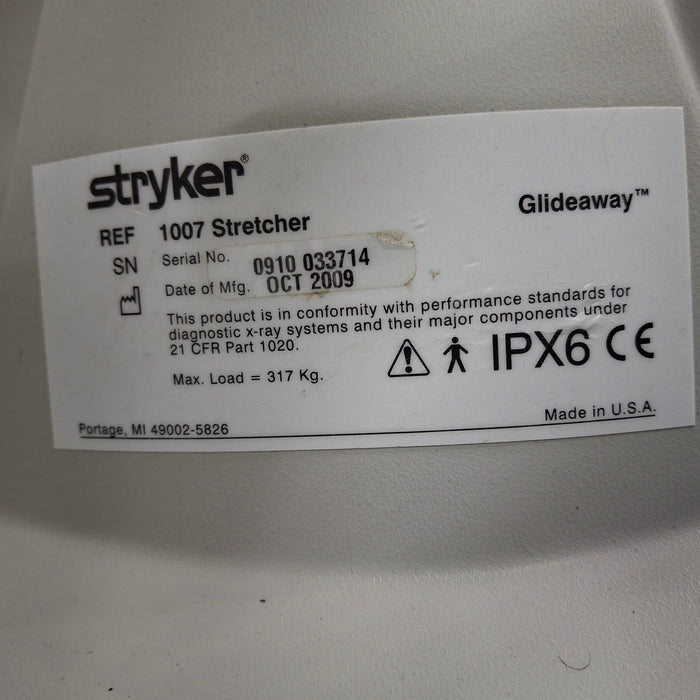 stryker®
Glideaway™
REF 1007 Stretcher
SN Serial No. 0910 033714
Date of Mfg. OCT 2009
This product is in conformity with performance standards for
diagnostic x-ray systems and their major components under
21 CFR Part 1020.
IPX6 CE
Max. Load = 317 Kg.
Portage, MI 49002-5826
Made in U.S.A.